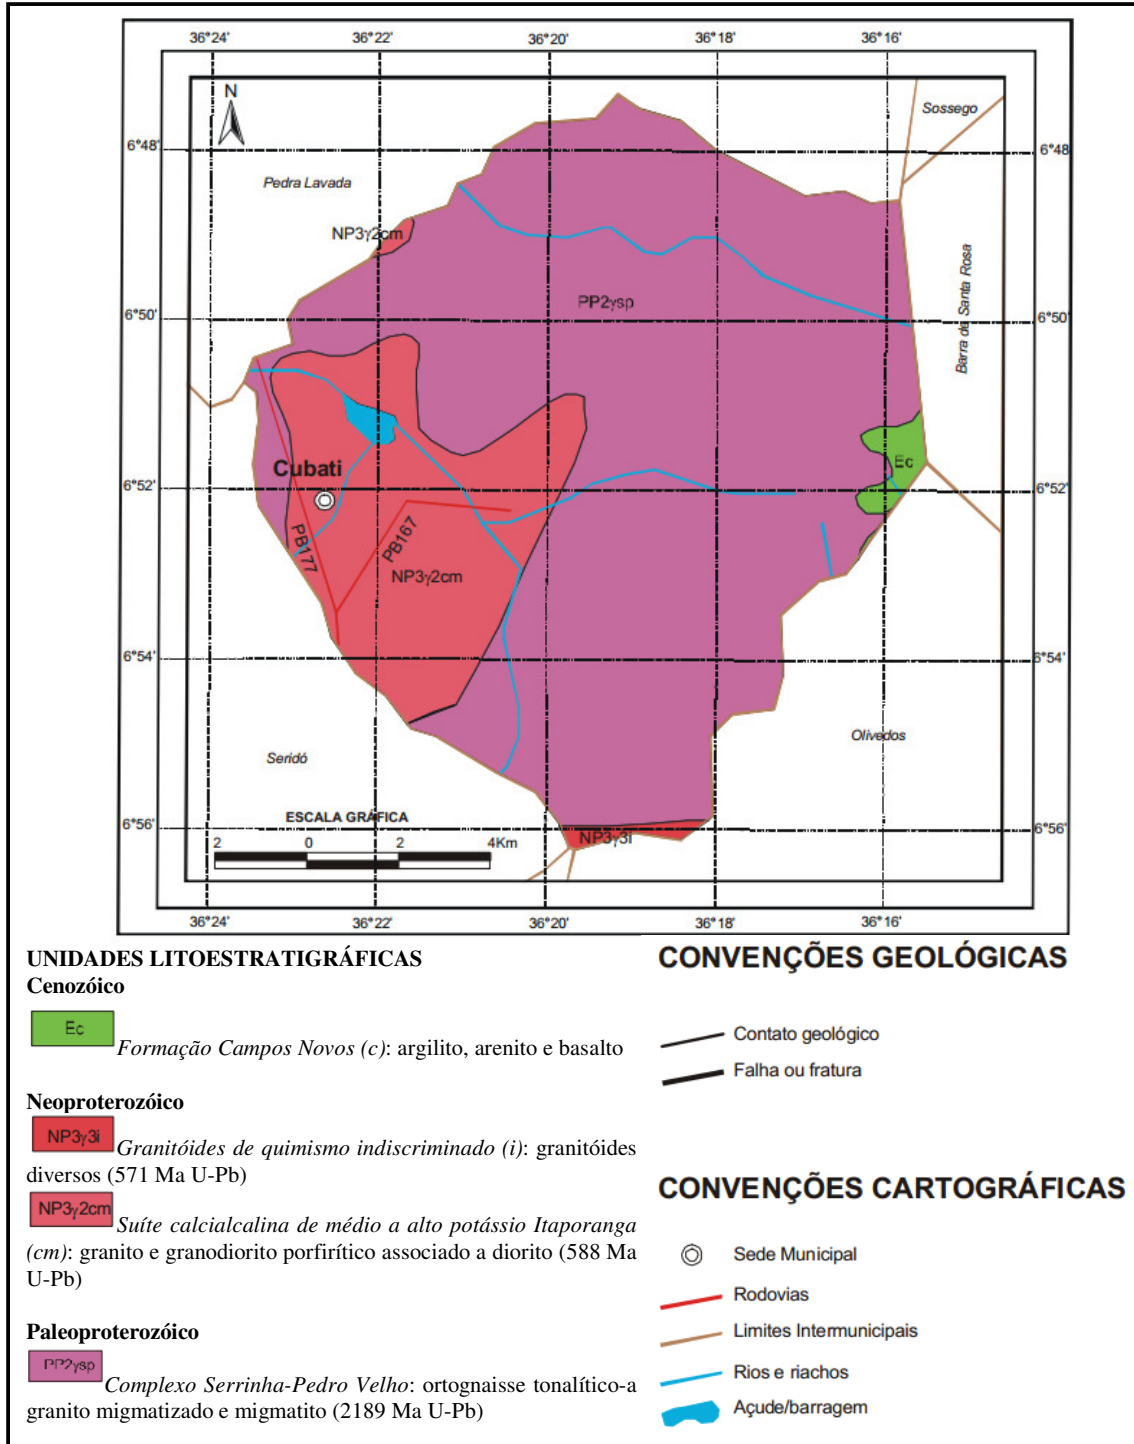 36°24' 36°22' 36°20' 36°18' 36°16'
N
Sossego
6°48' 6°48'
Pedra Lavada
NP3γ2cm
Barra de Santa Rosa
PP2γsp
6°50' 6°50'
Cubati
Ec
6°52' 6°52'
PB177
PB167
NP3γ2cm
6°54' 6°54'
Olivedos
Seridó
ESCALA GRÁFICA
6°56' 6°56'
NP3γ3i
2 0 2 4Km
36°24' 36°22' 36°20' 36°18' 36°16'
UNIDADES LITOESTRATIGRÁFICAS
Cenozóico
Ec
Formação Campos Novos (c): argilito, arenito e basalto
Neoproterozóico
NP3γ3i
Granitóides de quimismo indiscriminado (i): granitóides
diversos (571 Ma U-Pb)
NP3γ2cm
Suíte calcialcalina de médio a alto potássio Itaporanga
(cm): granito e granodiorito porfirítico associado a diorito (588 Ma
U-Pb)
Paleoproterozóico
PP2γsp
Complexo Serrinha-Pedro Velho: ortognaisse tonalítico-a
granito migmatizado e migmatito (2189 Ma U-Pb)
CONVENÇÕES GEOLÓGICAS
Contato geológico
Falha ou fratura
CONVENÇÕES CARTOGRÁFICAS
Sede Municipal
Rodovias
Limites Intermunicipais
Rios e riachos
Açude/barragem